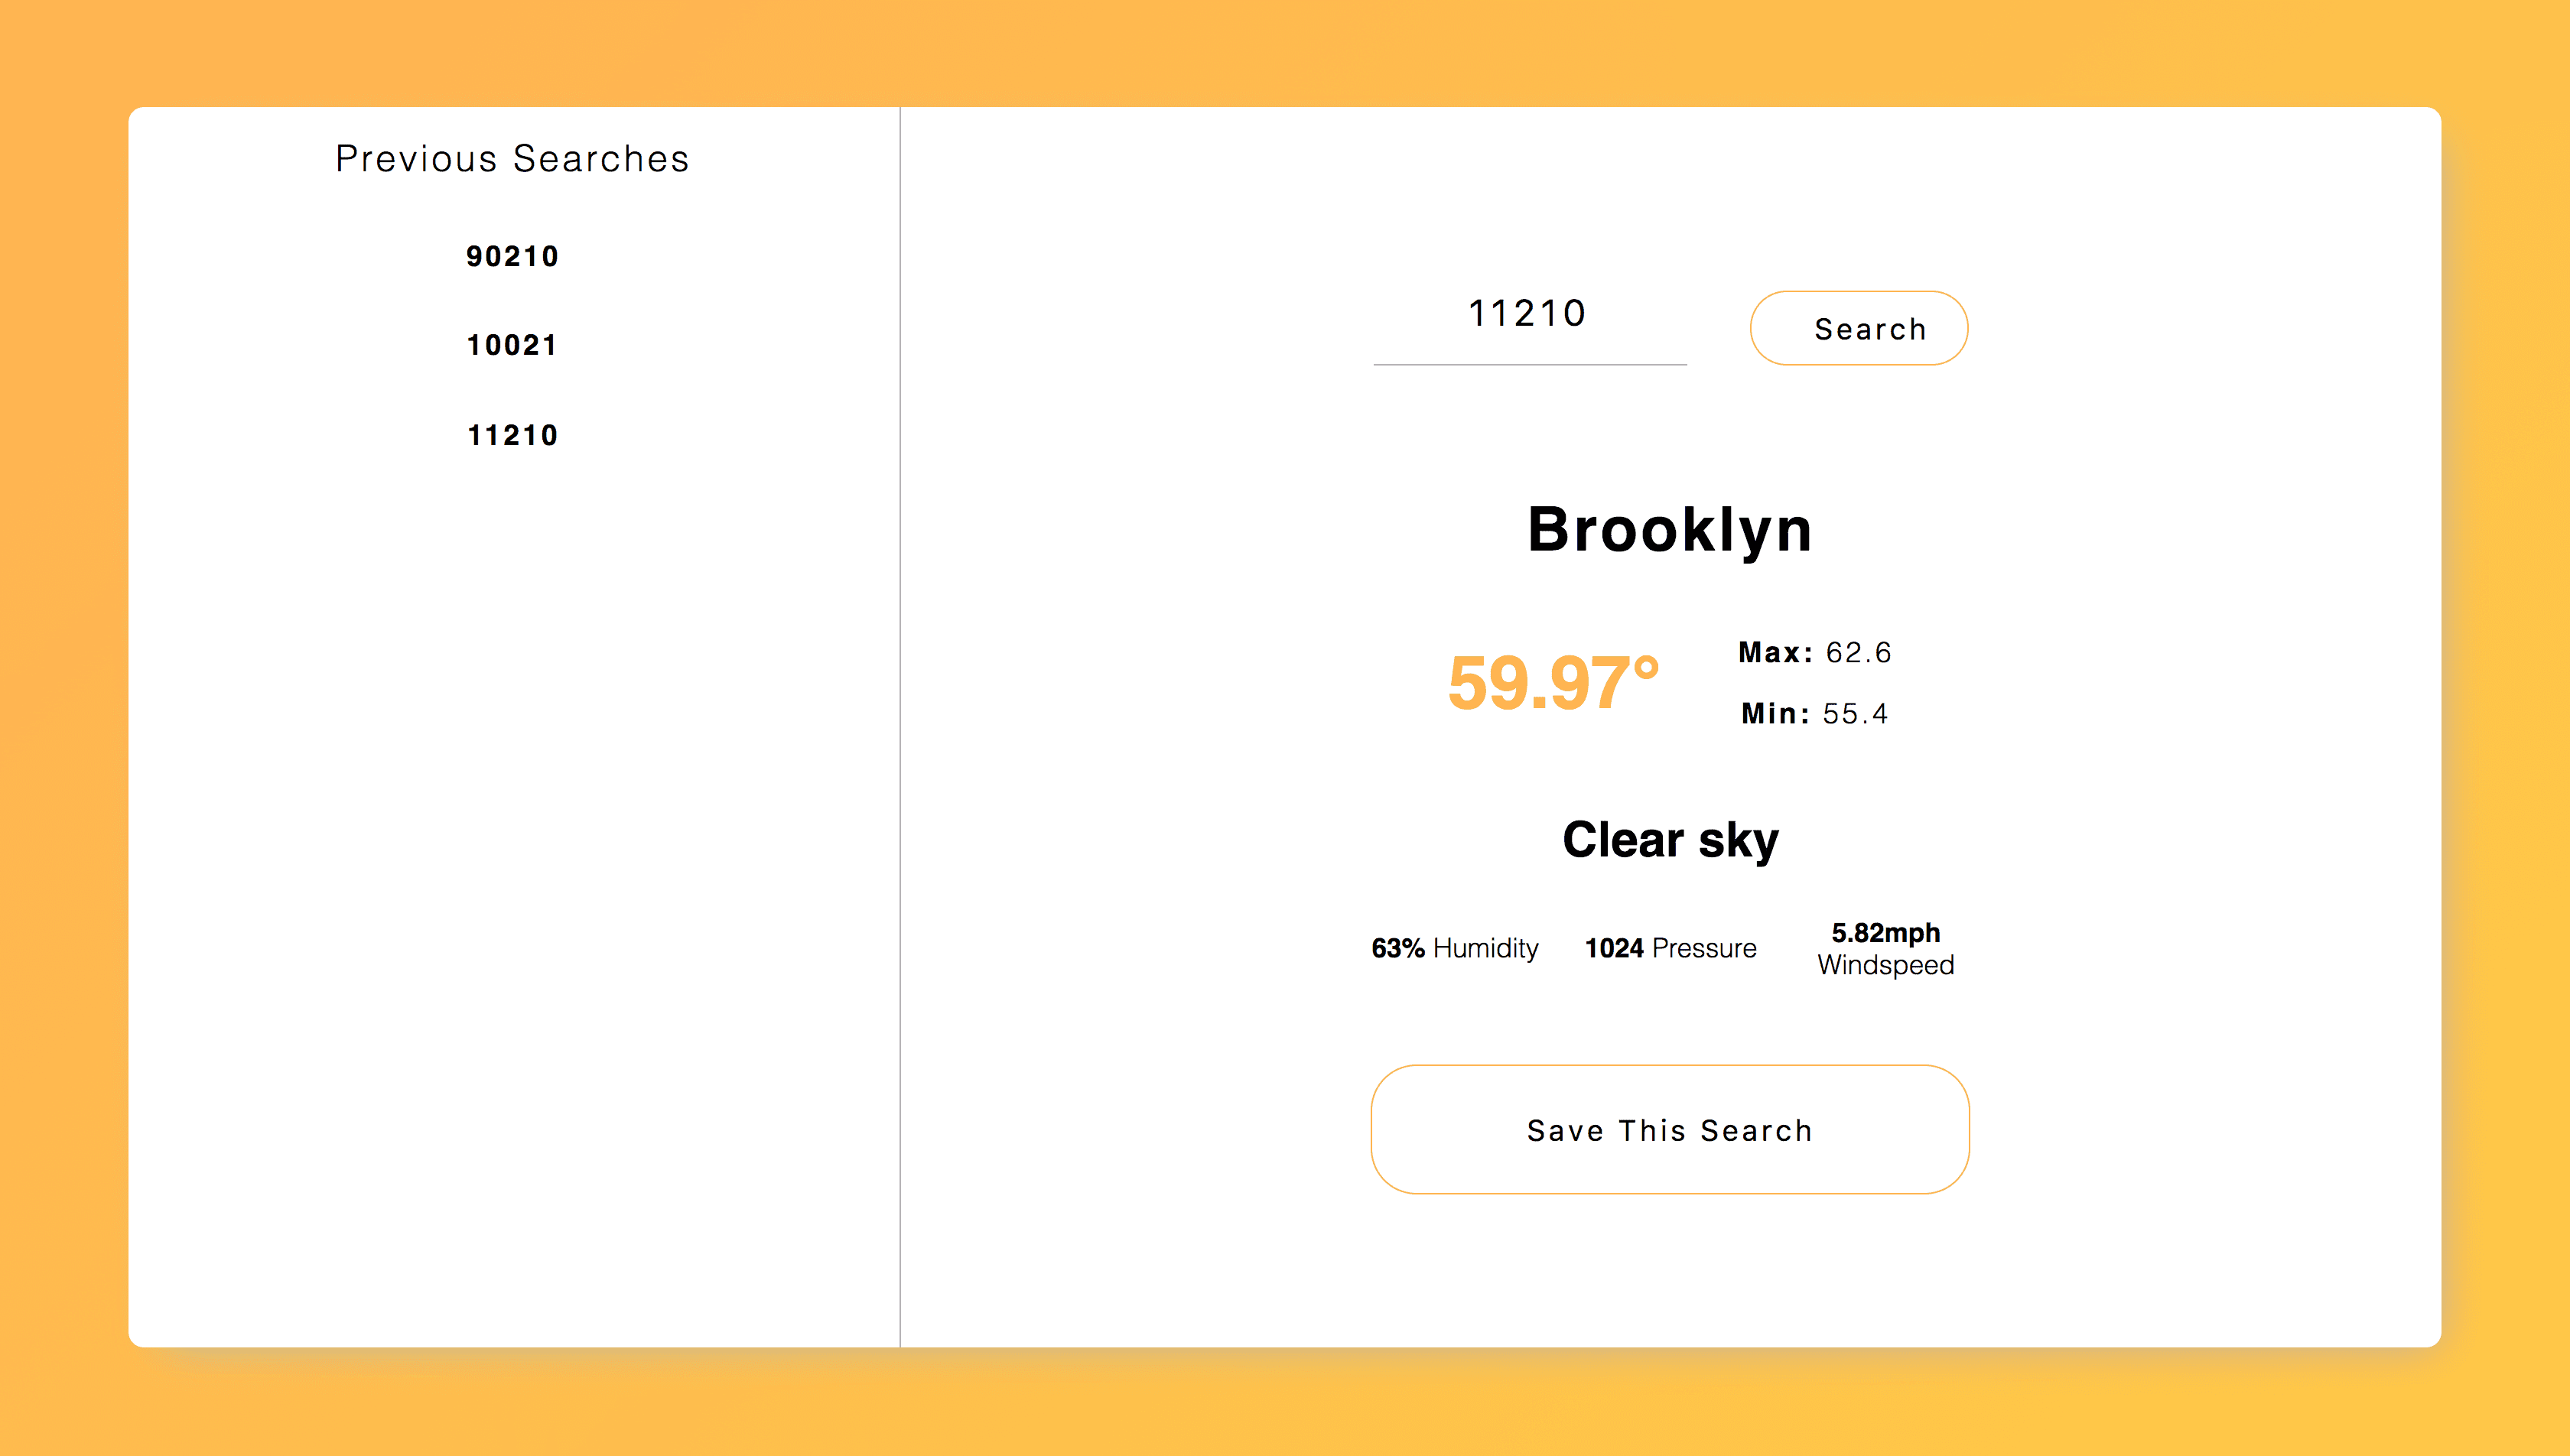 Previous Searches
90210
10021
11210
11210
Search
Brooklyn
59.97°
Max: 62.6
Min: 55.4
Clear sky
63% Humidity
1024 Pressure
5.82mph
Windspeed
Save This Search